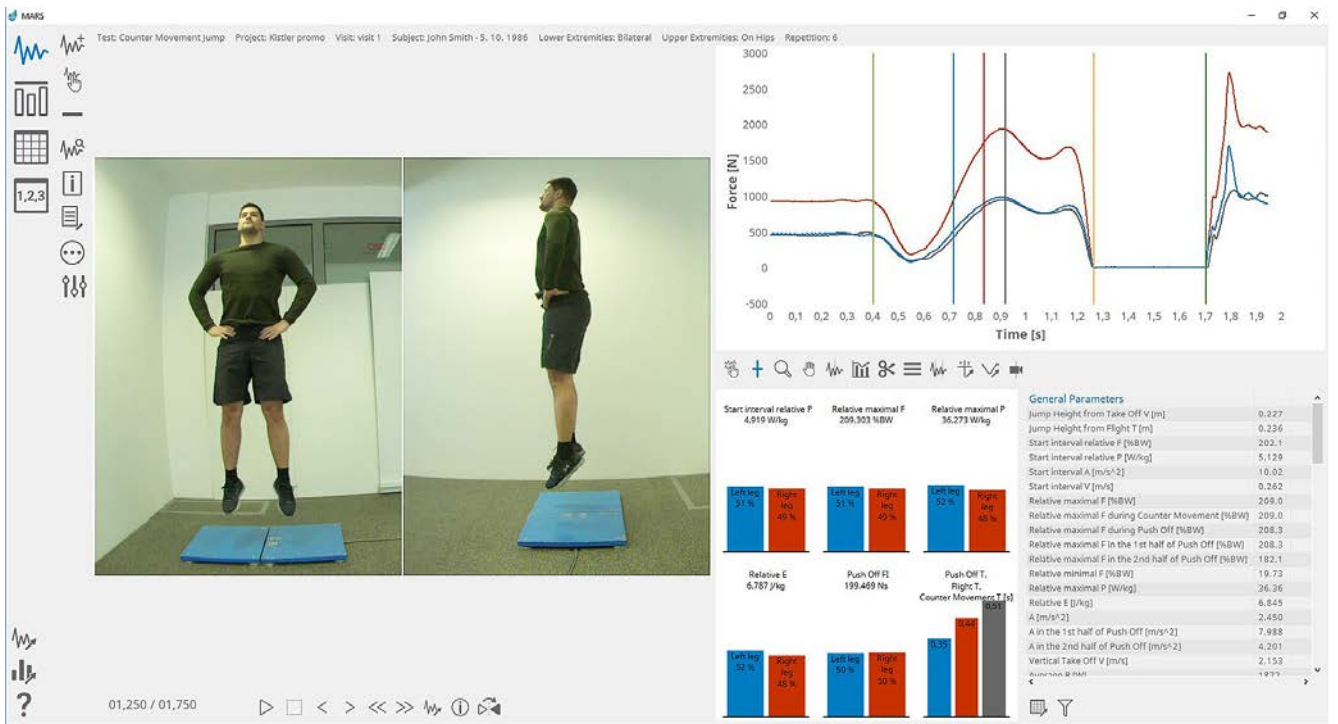 MARS
Test: Counter Movement Jump Project: Kistler promo Visit: visit 1 Subject: John Smith - 5. 10. 1986 Lower Extremities: Bilateral Upper Extremities: On Hips Repetition: 6
1,2,3
3000
2500
2000
1500
1000
500
0
-500
Force [N]
0 0,1 0,2 0,3 0,4 0,5 0,6 0,7 0,8 0,9 1 1,1 1,2 1,3 1,4 1,5 1,6 1,7 1,8 1,9 2
Time [s]
Start interval relative P
4,919 W/kg
Left leg
51 %
Right leg
49 %
Relative maximal F
209.303 %BW
Left leg
51 %
Right leg
49 %
Relative maximal P
36.273 W/kg
Left leg
52 %
Right leg
48 %
Relative E
6.787 J/kg
Left leg
52 %
Right leg
48 %
Push Off FI
199.469 Ns
Left leg
50 %
Right leg
50 %
Push Off T,
Right T,
Counter Movement T [s]
0,35
0,44
0,51
General Parameters
Jump Height from Take Off V [m] 0.227
Jump Height from Flight T [m] 0.236
Start interval relative F [%BW] 202.1
Start interval relative P [W/kg] 5,129
Start interval A [m/s^2] 10.02
Start interval V [m/s] 0.262
Relative maximal F [%BW] 209.0
Relative maximal F during Counter Movement [%BW] 209.0
Relative maximal F during Push Off [%BW] 208.3
Relative maximal F in the 1st half of Push Off [%BW] 208.3
Relative maximal F in the 2nd half of Push Off [%BW] 182.1
Relative minimal F [%BW] 19.73
Relative maximal P [W/kg] 36.36
Relative E [J/kg] 6.845
A [m/s^2] 2.450
A in the 1st half of Push Off [m/s^2] 7.988
A in the 2nd half of Push Off [m/s^2] 4.201
Vertical Take Off V [m/s] 2.153
01,250 / 01,750